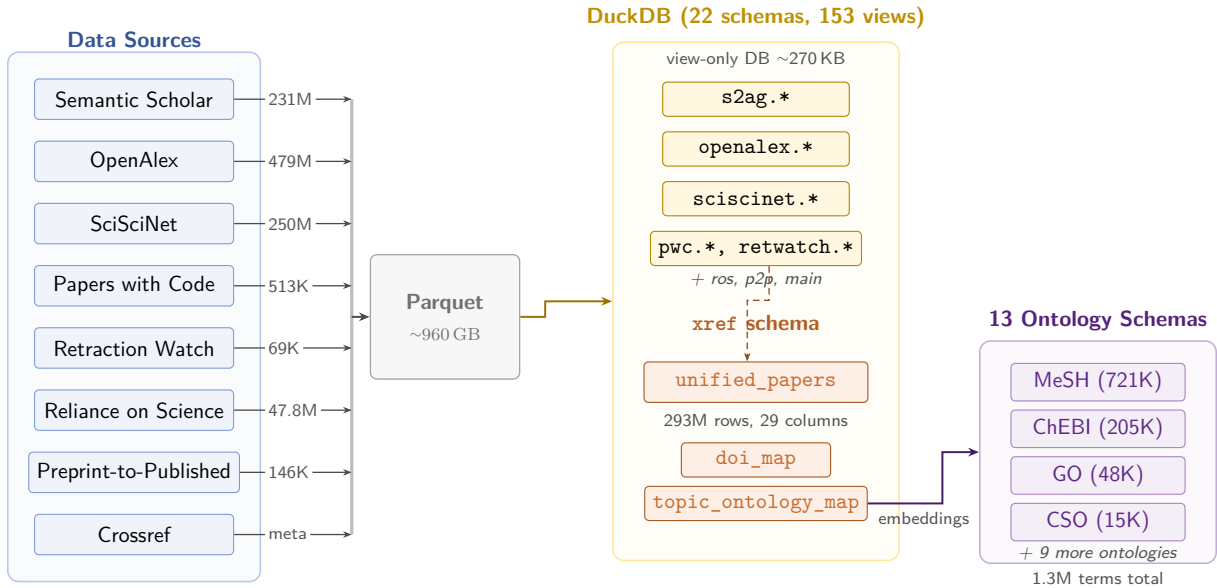 Data Sources
Semantic Scholar
231M
OpenAlex
479M
SciSciNet
250M
Papers with Code
513K
Retraction Watch
69K
Reliance on Science
47.8M
Preprint-to-Published
146K
Crossref
meta
Parquet
~960 GB
DuckDB (22 schemas, 153 views)
view-only DB ~270 KB
s2ag.*
openalex.*
sciscinet.*
pwc.*, retwatch.*
+ ros, p2p, main
xref schema
unified_papers
293M rows, 29 columns
doi_map
topic_ontology_map
embeddings
13 Ontology Schemas
MeSH (721K)
ChEBI (205K)
GO (48K)
CSO (15K)
+ 9 more ontologies
1.3M terms total